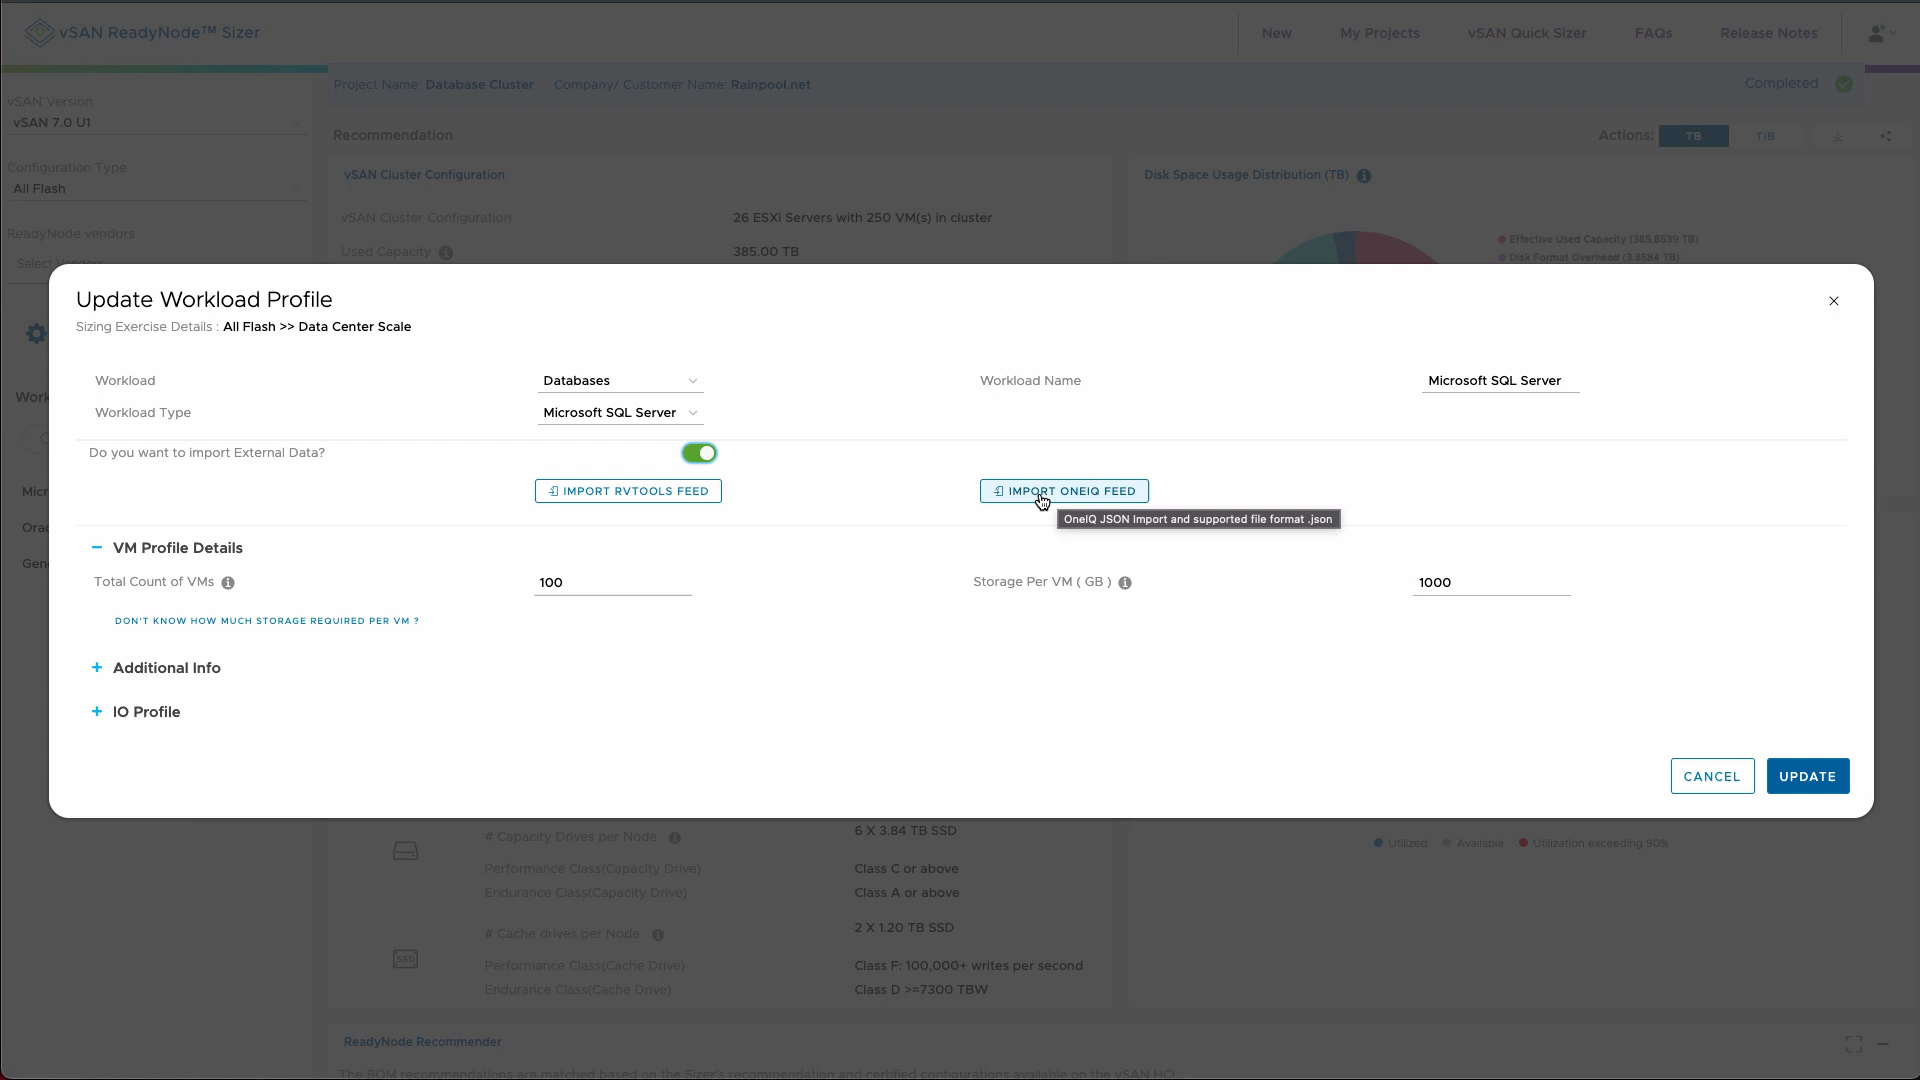 vSAN ReadyNode™ Sizer
New
My Projects
vSAN Quick Sizer
FAQs
Release Notes
Project Name: Database Cluster
Company/ Customer Name: Rainpool.net
Completed
vSAN Version
vSAN 7.0 U1
Recommendation
Actions:
TB
TiB
Configuration Type
All Flash
vSAN Cluster Configuration
Disk Space Usage Distribution (TB)
vSAN Cluster Configuration
26 ESXi Servers with 250 VM(s) in cluster
ReadyNode vendors
Used Capacity
385.00 TB
Effective Used Capacity (385.8539 TB)
Disk Format Overhead (3.8584 TB)
Select Vendors
Update Workload Profile
Sizing Exercise Details : All Flash >> Data Center Scale
Workload
Databases
Workload Name
Microsoft SQL Server
Work
Workload Type
Microsoft SQL Server
Do you want to import External Data?
Micr
IMPORT RVTOOLS FEED
IMPORT ONEIQ FEED
OneIQ JSON Import and supported file format .json
Orac
VM Profile Details
Gen
Total Count of VMs
100
Storage Per VM ( GB )
1000
DON'T KNOW HOW MUCH STORAGE REQUIRED PER VM ?
Additional Info
IO Profile
CANCEL
UPDATE
# Capacity Drives per Node
6 X 3.84 TB SSD
Utilized
Available
Utilization exceeding 90%
Performance Class(Capacity Drive)
Class C or above
Endurance Class(Capacity Drive)
Class A or above
# Cache drives per Node
2 X 1.20 TB SSD
SSD
Performance Class(Cache Drive)
Class F: 100,000+ writes per second
Endurance Class(Cache Drive)
Class D >=7300 TBW
ReadyNode Recommender
The BOM recommendations are matched based on the Sizer's recommendation and certified configurations available on the vSAN HCL